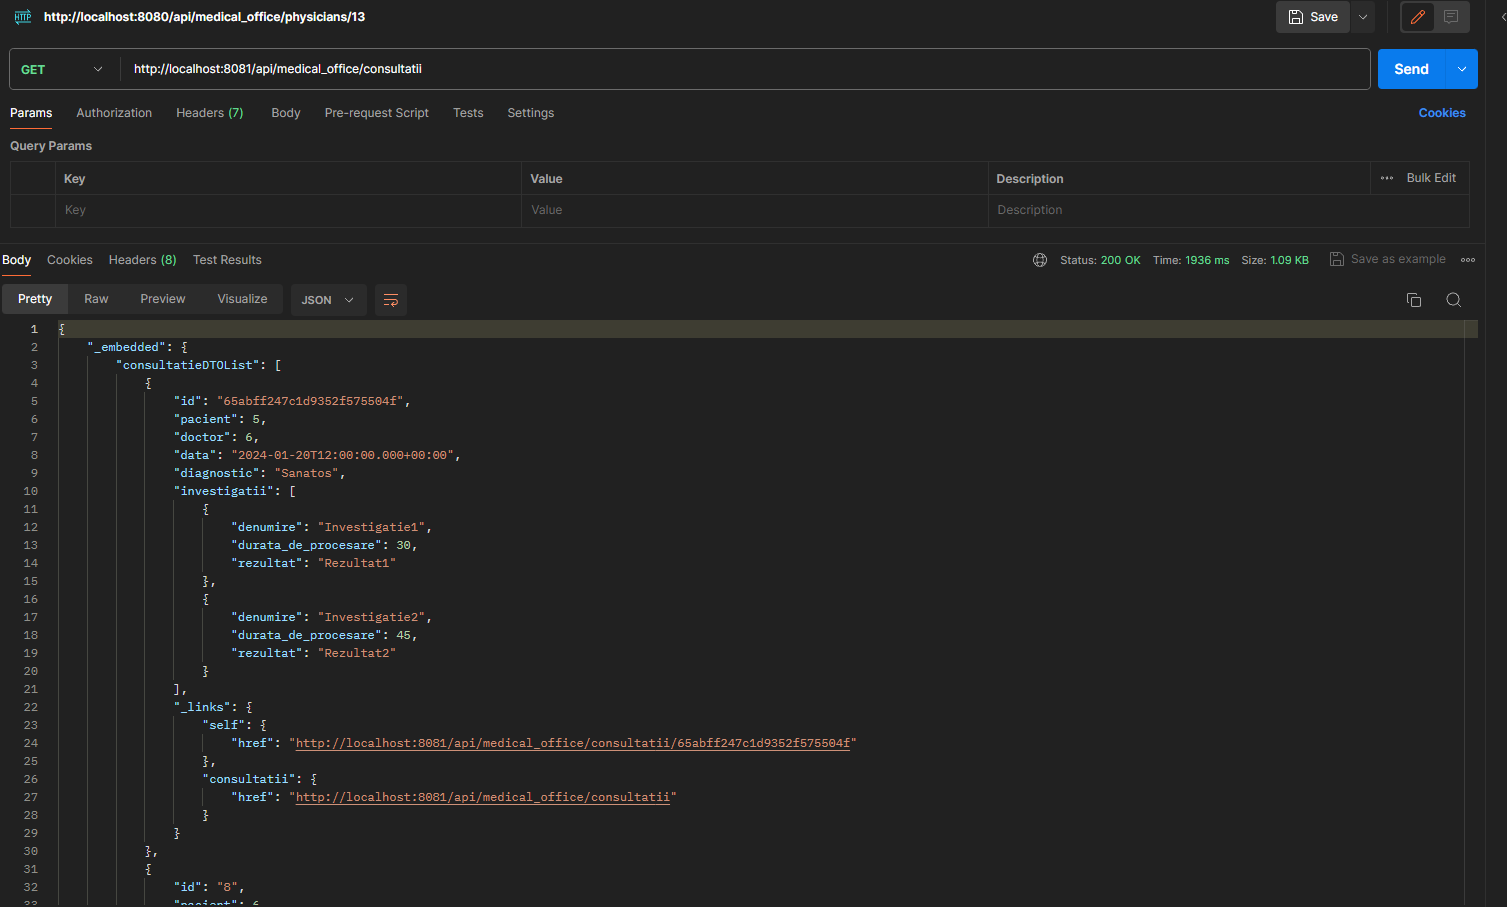 HTTP http://localhost:8080/api/medical_office/physicians/13 Save
GET http://localhost:8081/api/medical_office/consultatii Send
Params Authorization Headers (7) Body Pre-request Script Tests Settings Cookies
Query Params
Key Value Description Bulk Edit
Key Value Description
Body Cookies Headers (8) Test Results Status: 200 OK Time: 1936 ms Size: 1.09 KB Save as example
Pretty Raw Preview Visualize JSON
1 {
2 "_embedded": {
3 "consultatieDTOList": [
4 {
5 "id": "65abff247c1d9352f575504f",
6 "pacient": 5,
7 "doctor": 6,
8 "data": "2024-01-20T12:00:00.000+00:00",
9 "diagnostic": "Sanatos",
10 "investigatii": [
11 {
12 "denumire": "Investigatie1",
13 "durata_de_procesare": 30,
14 "rezultat": "Rezultat1"
15 },
16 {
17 "denumire": "Investigatie2",
18 "durata_de_procesare": 45,
19 "rezultat": "Rezultat2"
20 }
21 ],
22 "_links": {
23 "self": {
24 "href": "http://localhost:8081/api/medical_office/consultatii/65abff247c1d9352f575504f"
25 },
26 "consultatii": {
27 "href": "http://localhost:8081/api/medical_office/consultatii"
28 }
29 }
30 },
31 {
32 "id": "8",
33 "pacient": 6